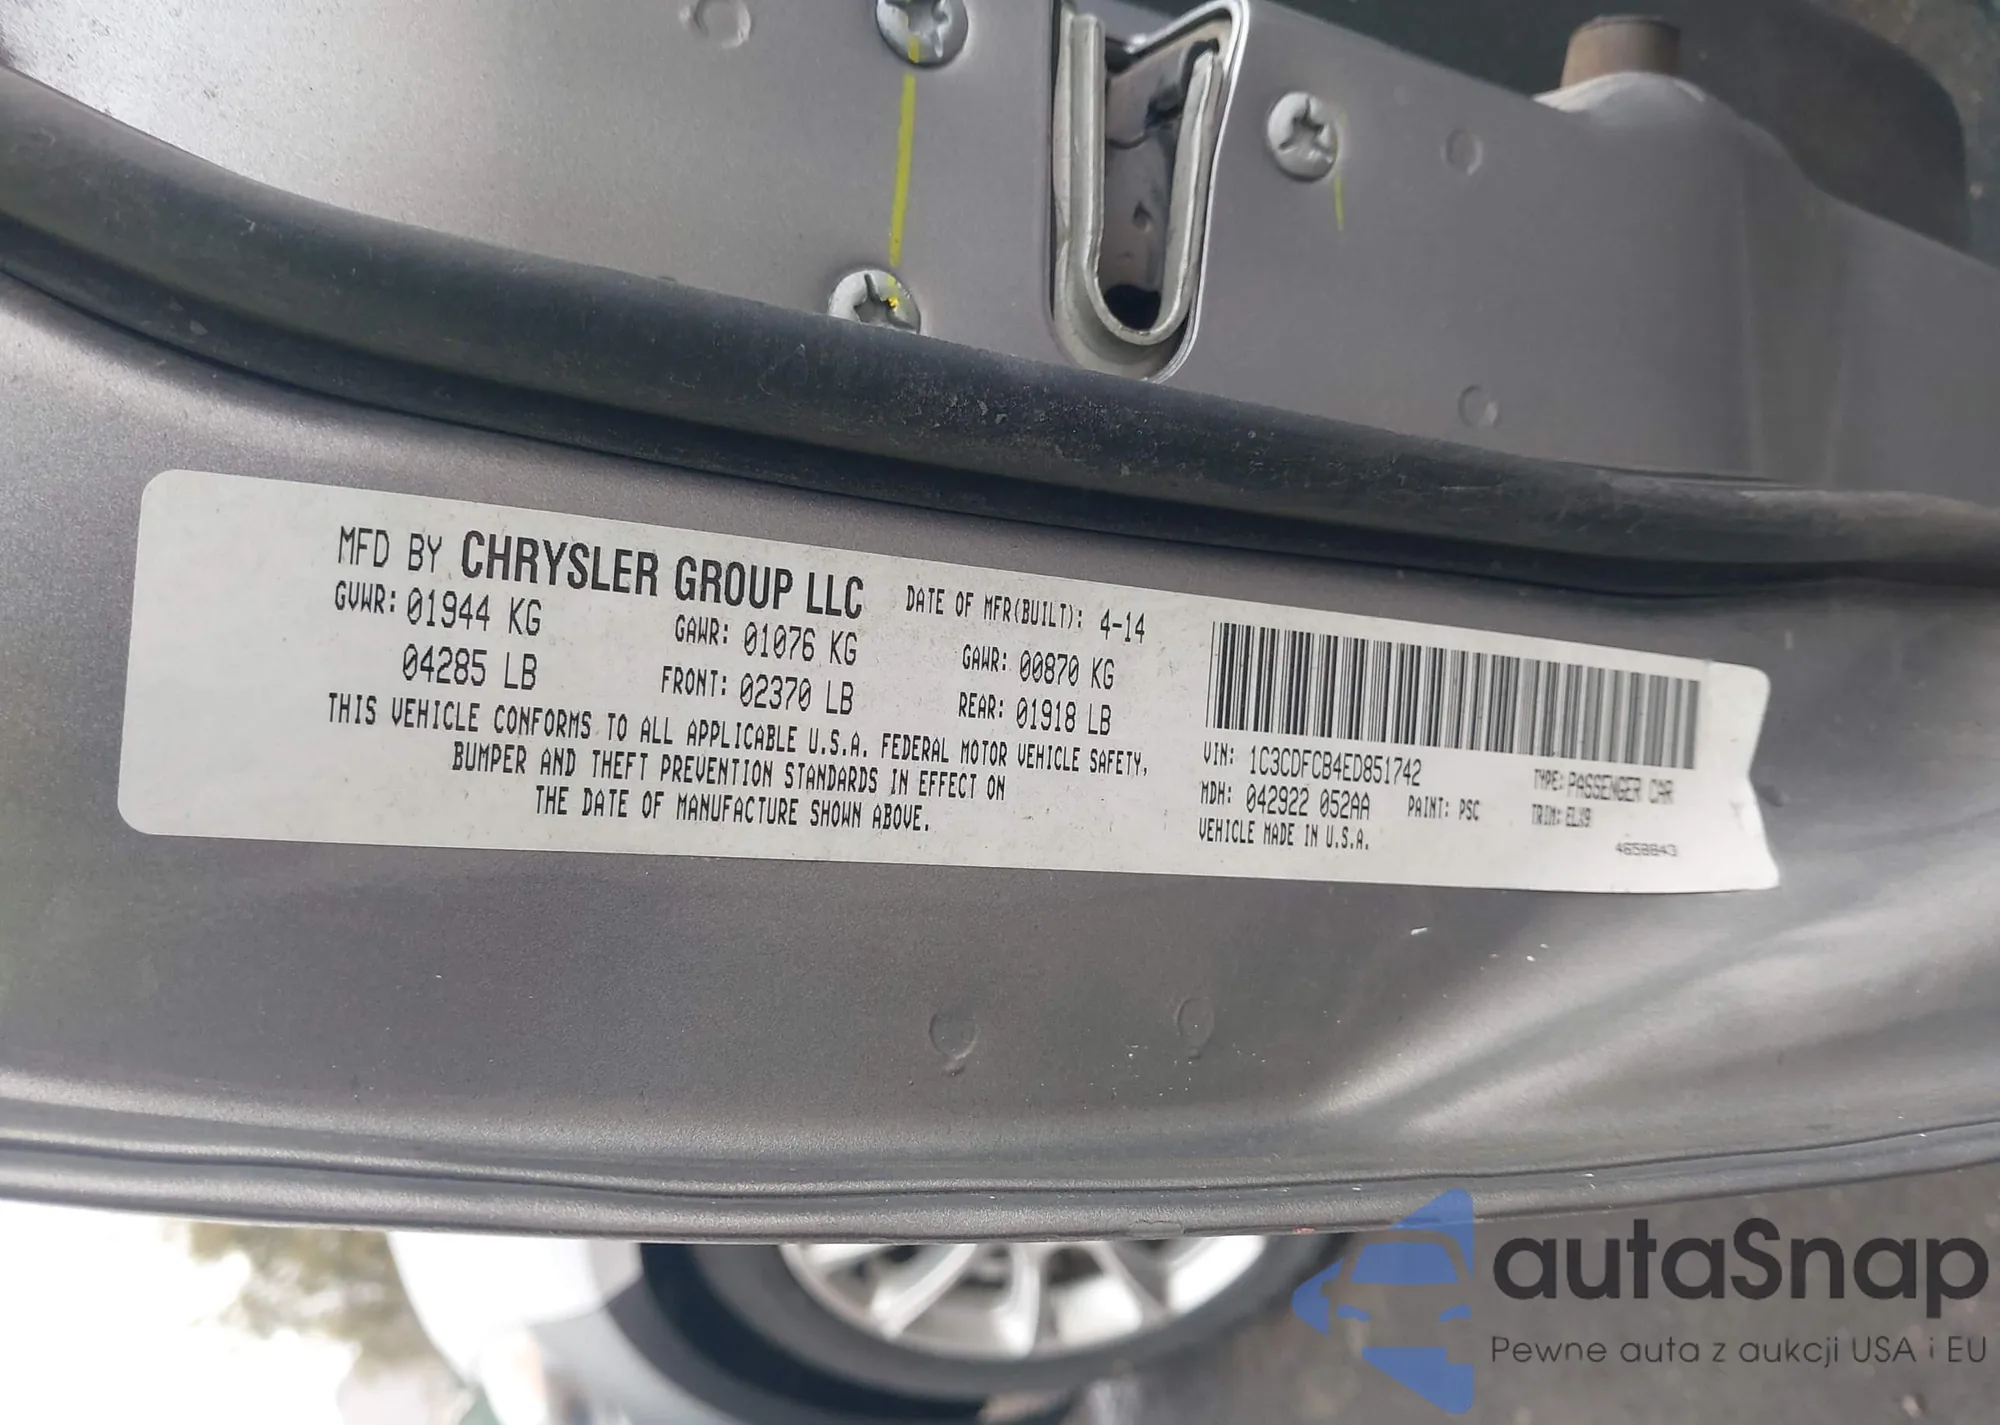 MFD BY CHRYSLER GROUP LLC DATE OF MFR(BUILT): 4-14
GVWR: 01944 KG GAWR: 01076 KG GAWR: 00870 KG
04285 LB FRONT: 02370 LB REAR: 01918 LB
THIS VEHICLE CONFORMS TO ALL APPLICABLE U.S.A. FEDERAL MOTOR VEHICLE SAFETY,
BUMPER AND THEFT PREVENTION STANDARDS IN EFFECT ON
THE DATE OF MANUFACTURE SHOWN ABOVE.
VIN: 1C3CDFCB4ED851742 TYPE: PASSENGER CAR
MDH: 042922 052AA PAINT: PSC TRIM: ELX9
VEHICLE MADE IN U.S.A.
4658843
autaSnap
Pewne auta z aukcji USA i EU